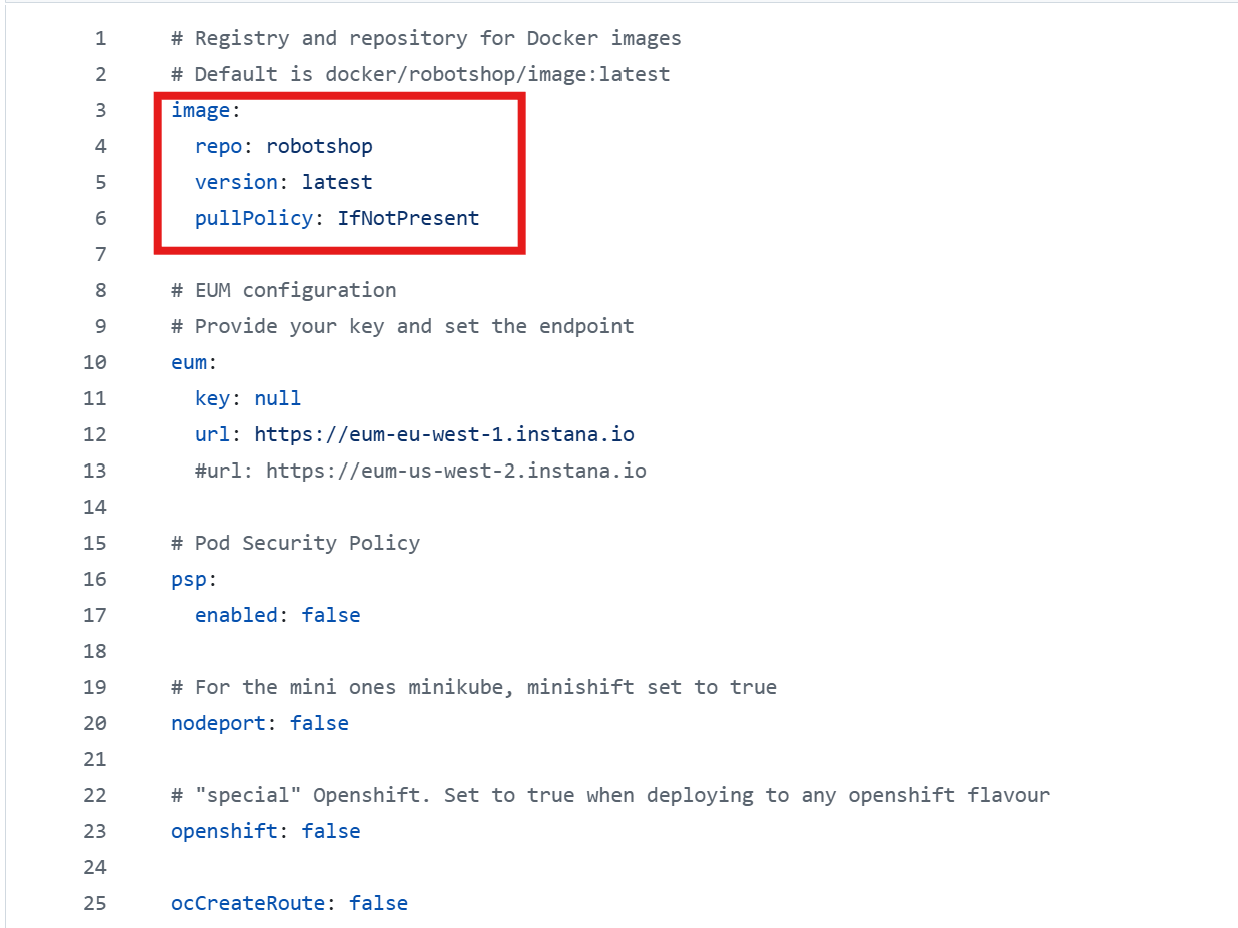 1 # Registry and repository for Docker images
2 # Default is docker/robotshop/image:latest
3 image:
4   repo: robotshop
5   version: latest
6   pullPolicy: IfNotPresent
7
8 # EUM configuration
9 # Provide your key and set the endpoint
10 eum:
11   key: null
12   url: https://eum-eu-west-1.instana.io
13   #url: https://eum-us-west-2.instana.io
14
15 # Pod Security Policy
16 psp:
17   enabled: false
18
19 # For the mini ones minikube, minishift set to true
20 nodeport: false
21
22 # "special" Openshift. Set to true when deploying to any openshift flavour
23 openshift: false
24
25 ocCreateRoute: false